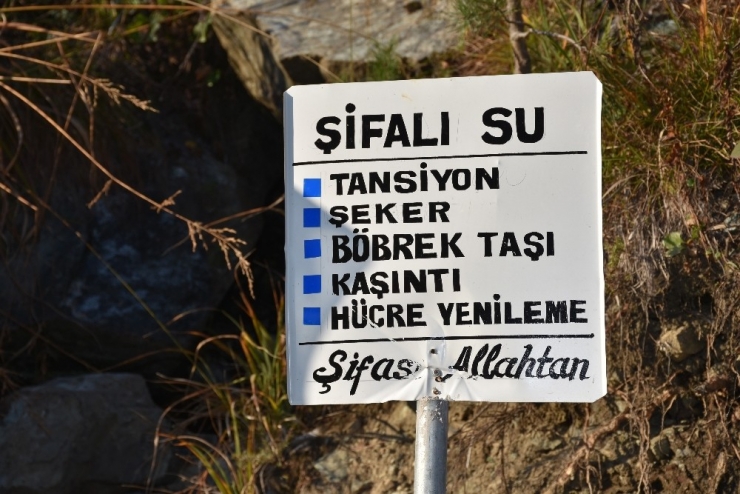 ŞİFALI SU
TANSİYON
ŞEKER
BÖBREK TAŞI
KAŞINTI
HÜCRE YENİLEME
Şifası Allahtan